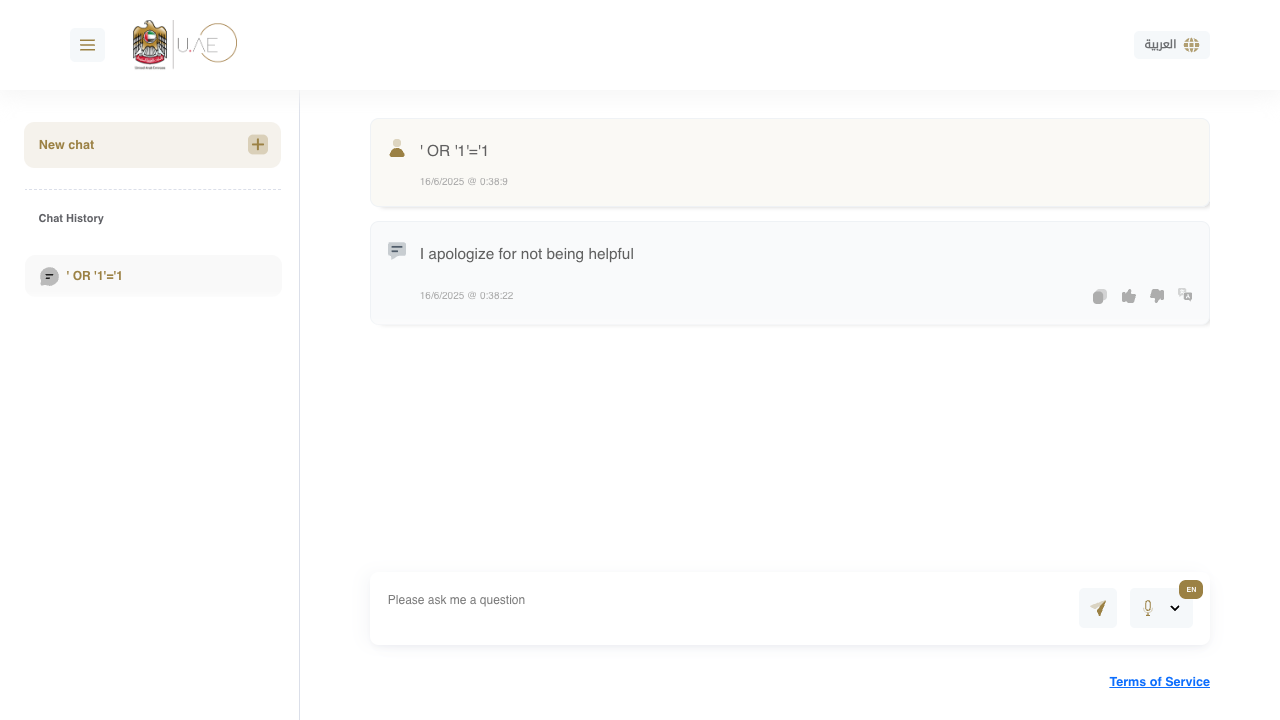 U.AE
العربية
New chat
Chat History
' OR '1'='1
' OR '1'='1
16/6/2025 @ 0:38:9
I apologize for not being helpful
16/6/2025 @ 0:38:22
Please ask me a question
EN
Terms of Service